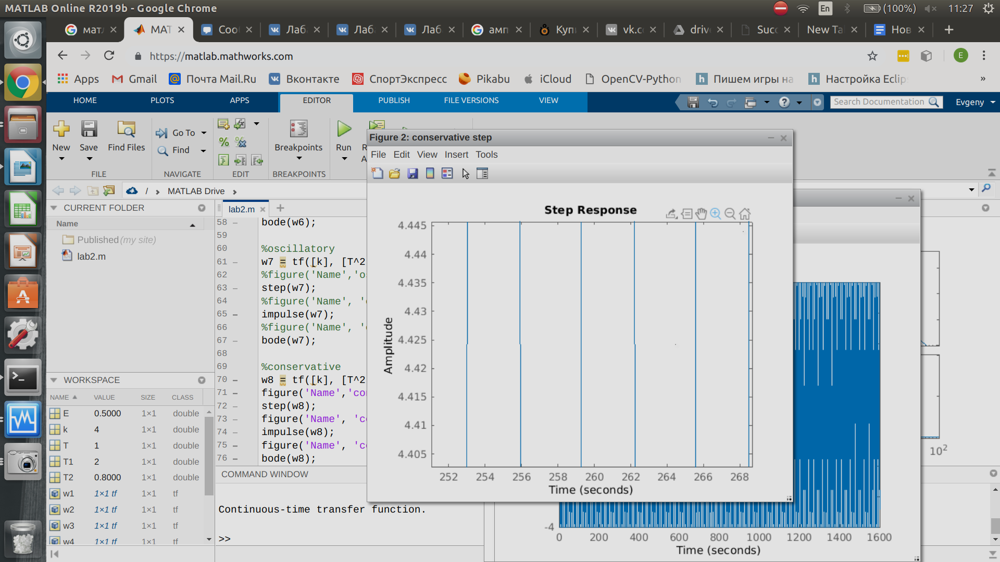 MATLAB Online R2019b - Google Chrome
En
(100%)
11:27
мат
MAT
Coo
Лаб
Лаб
Лаб
амп
Купи
vk.c
driv
Succ
New Ta
Нов
https://matlab.mathworks.com
E
Apps
Gmail
Почта Mail.Ru
Вконтакте
СпортЭкспресс
Pikabu
iCloud
OpenCV-Python
Пишем игры на
Настройка Eclip
»
HOME
PLOTS
APPS
EDITOR
PUBLISH
FILE VERSIONS
VIEW
Search Documentation
Evgeny
New
Save
Find Files
Go To
Find
Breakpoints
Run
FILE
NAVIGATE
EDIT
BREAKPOINTS
/ › MATLAB Drive ›
CURRENT FOLDER
Name
Published (my site)
lab2.m
WORKSPACE
NAME VALUE SIZE CLASS
E 0.5000 1×1 double
k 4 1×1 double
T 1 1×1 double
T1 2 1×1 double
T2 0.8000 1×1 double
w1 1×1 tf 1×1 tf
w2 1×1 tf 1×1 tf
w3 1×1 tf 1×1 tf
w4 1×1 tf 1×1 tf
lab2.m
58 – bode(w6);
59
60 %oscillatory
61 – w7 = tf([k], [T^2
62 %figure('Name','o
63 – step(w7);
64 %figure('Name', '
65 – impulse(w7);
66 %figure('Name', '
67 – bode(w7);
68
69 %conservative
70 – w8 = tf([k], [T^2
71 – figure('Name','co
72 – step(w8);
73 – figure('Name', 'c
74 – impulse(w8);
75 – figure('Name', 'c
76 – bode(w8);
COMMAND WINDOW
Continuous-time transfer function.
>>
Figure 2: conservative step
File Edit View Insert Tools
Step Response
Amplitude
4.445
4.44
4.435
4.43
4.425
4.42
4.415
4.41
4.405
252 254 256 258 260 262 264 266 268
Time (seconds)
-4
0 200 400 600 800 1000 1200 1400 1600
Time (seconds)
10²